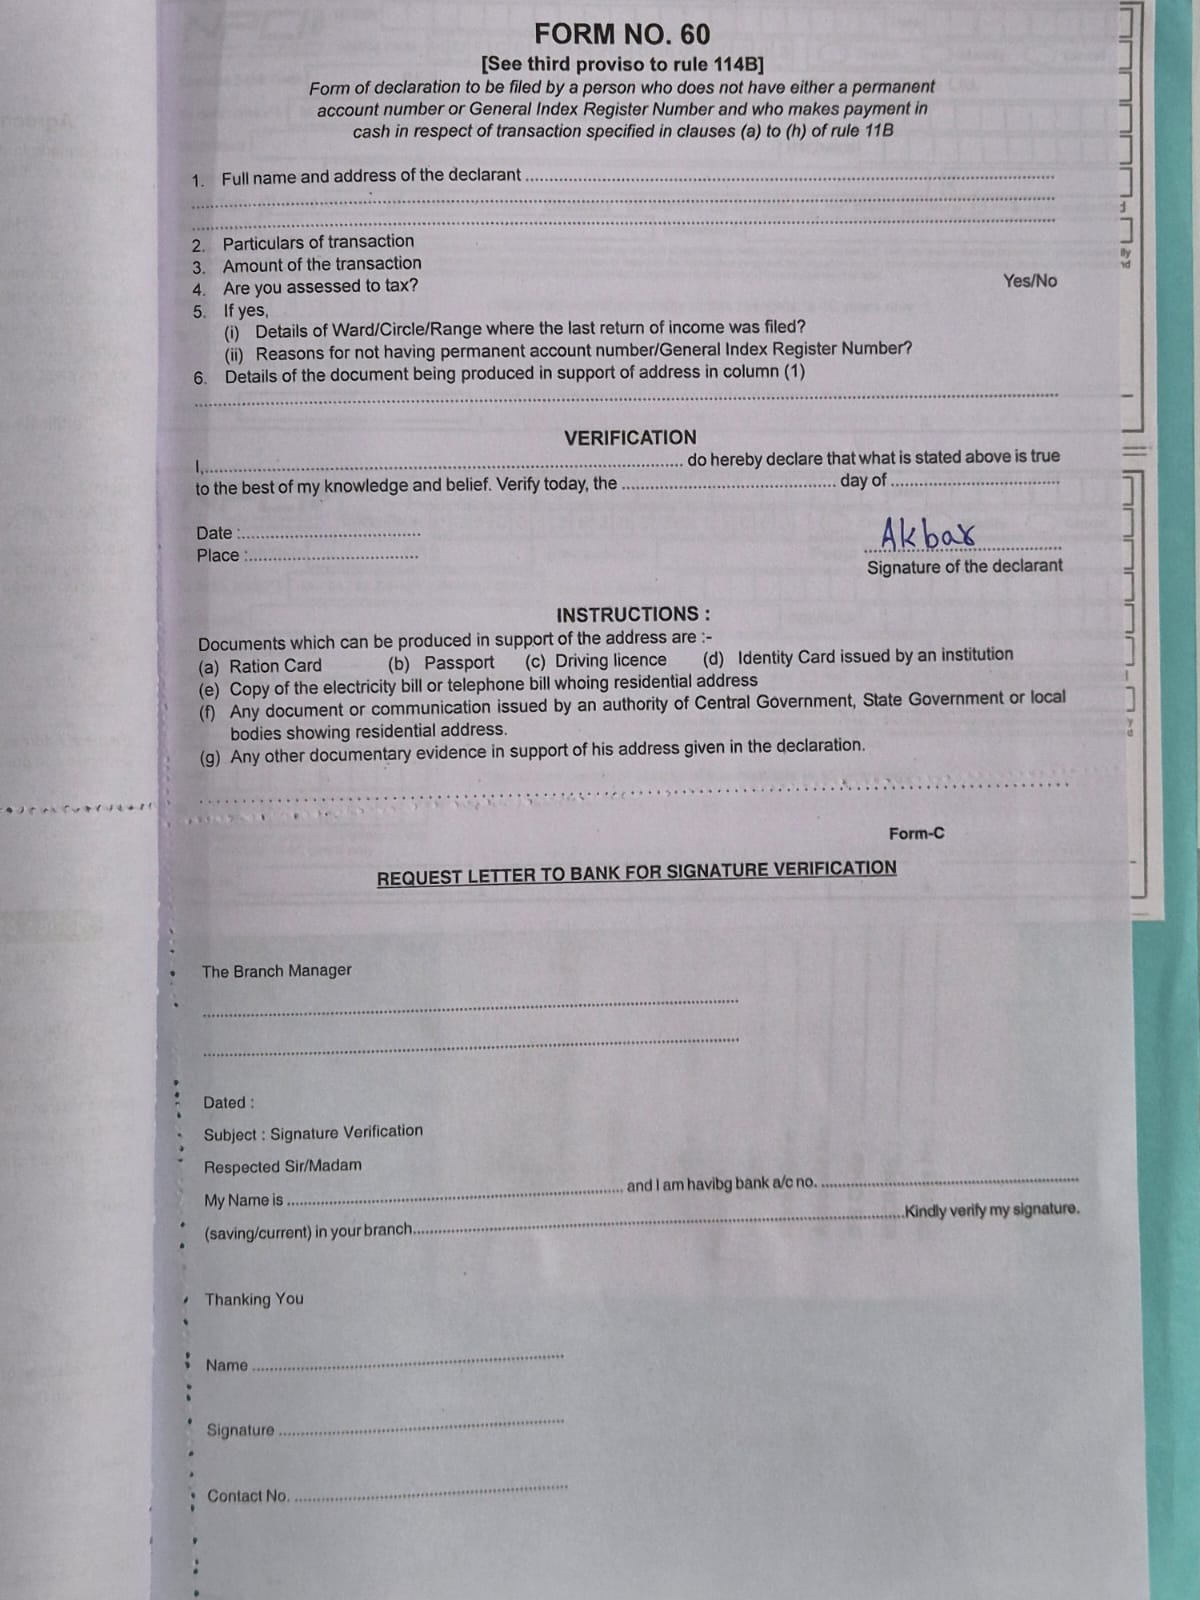 FORM NO. 60
[See third proviso to rule 114B]
Form of declaration to be filed by a person who does not have either a permanent
account number or General Index Register Number and who makes payment in
cash in respect of transaction specified in clauses (a) to (h) of rule 11B
1. Full name and address of the declarant
2. Particulars of transaction
3. Amount of the transaction
4. Are you assessed to tax? Yes/No
5. If yes,
(i) Details of Ward/Circle/Range where the last return of income was filed?
(ii) Reasons for not having permanent account number/General Index Register Number?
6. Details of the document being produced in support of address in column (1)
VERIFICATION
I, do hereby declare that what is stated above is true
to the best of my knowledge and belief. Verify today, the day of
Date :
Akbar
Place :
Signature of the declarant
INSTRUCTIONS :
Documents which can be produced in support of the address are :-
(a) Ration Card (b) Passport (c) Driving licence (d) Identity Card issued by an institution
(e) Copy of the electricity bill or telephone bill whoing residential address
(f) Any document or communication issued by an authority of Central Government, State Government or local
bodies showing residential address.
(g) Any other documentary evidence in support of his address given in the declaration.
Form-C
REQUEST LETTER TO BANK FOR SIGNATURE VERIFICATION
The Branch Manager
Dated :
Subject : Signature Verification
Respected Sir/Madam
My Name is and I am havibg bank a/c no.
(saving/current) in your branch Kindly verify my signature.
Thanking You
Name
Signature
Contact No.